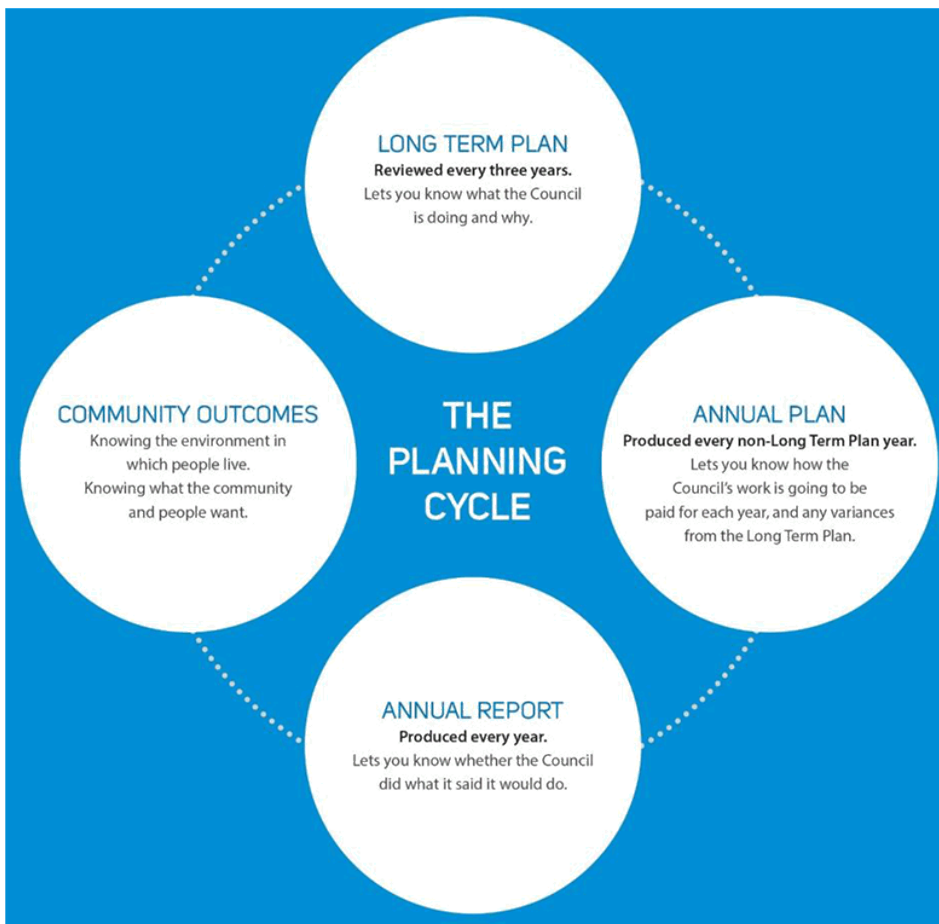 LONG TERM PLAN
Reviewed every three years.
Lets you know what the Council
is doing and why.
COMMUNITY OUTCOMES
Knowing the environment in
which people live.
Knowing what the community
and people want.
THE
PLANNING
CYCLE
ANNUAL PLAN
Produced every non-Long Term Plan year.
Lets you know how the
Council's work is going to be
paid for each year, and any variances
from the Long Term Plan.
ANNUAL REPORT
Produced every year.
Lets you know whether the Council
did what it said it would do.